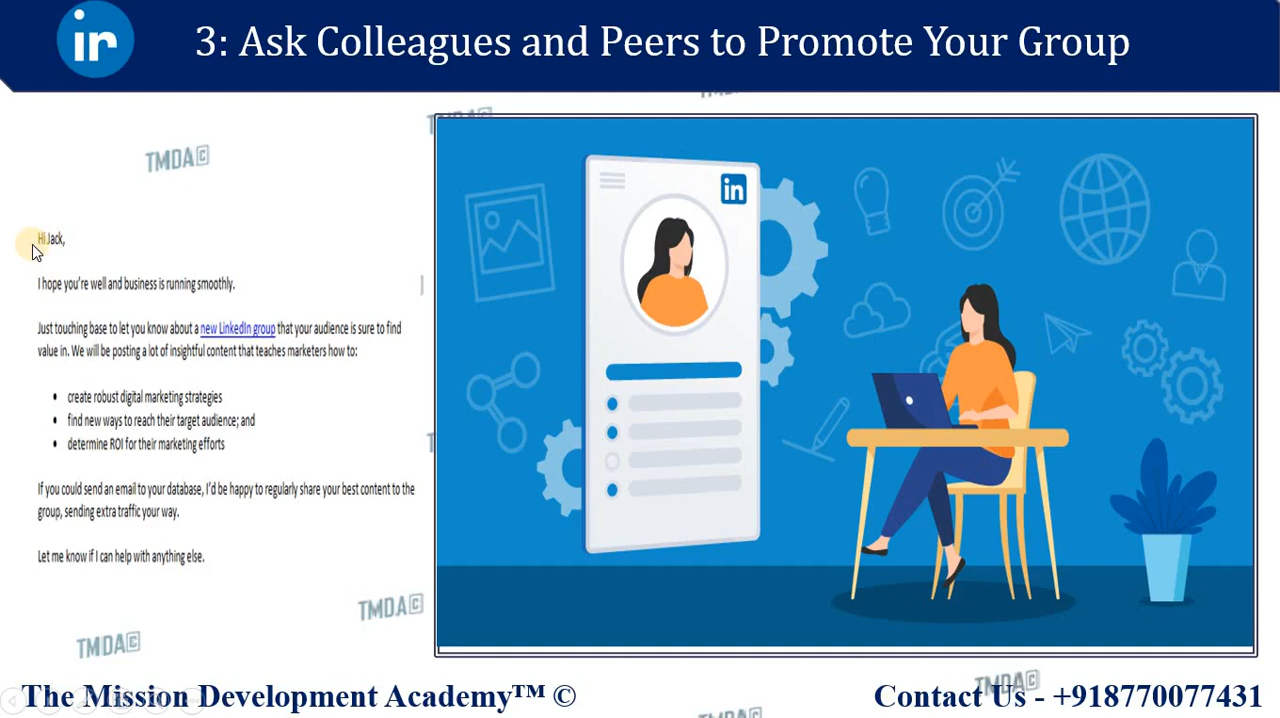 in
3: Ask Colleagues and Peers to Promote Your Group
TMDA©
TMDA©
in
Hi Jack,
I hope you're well and business is running smoothly.
Just touching base to let you know about a new LinkedIn group that your audience is sure to find
value in. We will be posting a lot of insightful content that teaches marketers how to:
• create robust digital marketing strategies
• find new ways to reach their target audience; and
• determine ROI for their marketing efforts
If you could send an email to your database, I'd be happy to regularly share your best content to the
group, sending extra traffic your way.
Let me know if I can help with anything else.
TMDA©
TMDA©
TMDA©
The Mission Development Academy™ ©
Contact Us - +918770077431